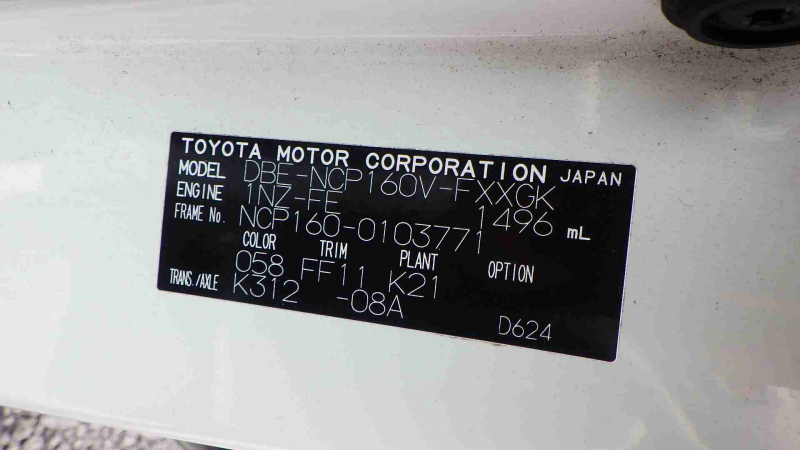 TOYOTA MOTOR CORPORATION JAPAN
MODEL DBE-NCP160V-FXXGK
ENGINE 1NZ-FE 1496 mL
FRAME No. NCP160-0103771
COLOR TRIM PLANT OPTION
058 FF11 K21
TRANS./AXLE K312 -08A
D624